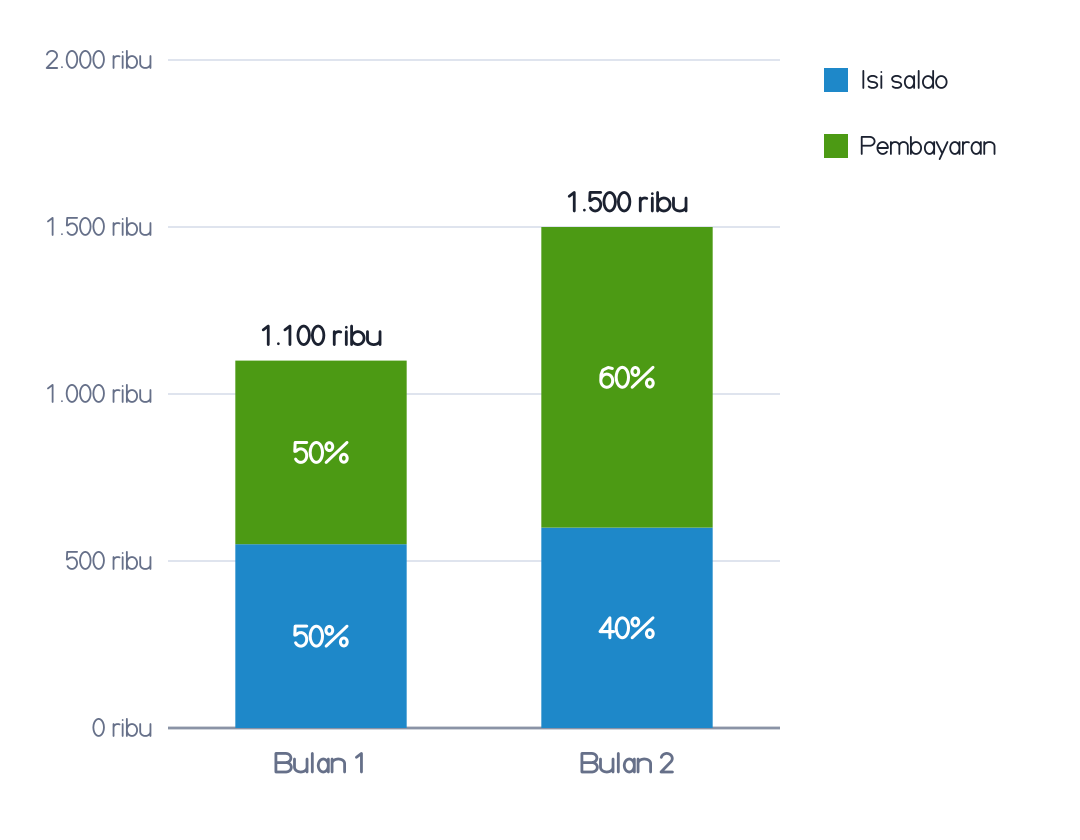 2.000 ribu
1.500 ribu
1.000 ribu
500 ribu
0 ribu
1.100 ribu
50%
50%
1.500 ribu
60%
40%
Bulan 1
Bulan 2
Isi saldo
Pembayaran